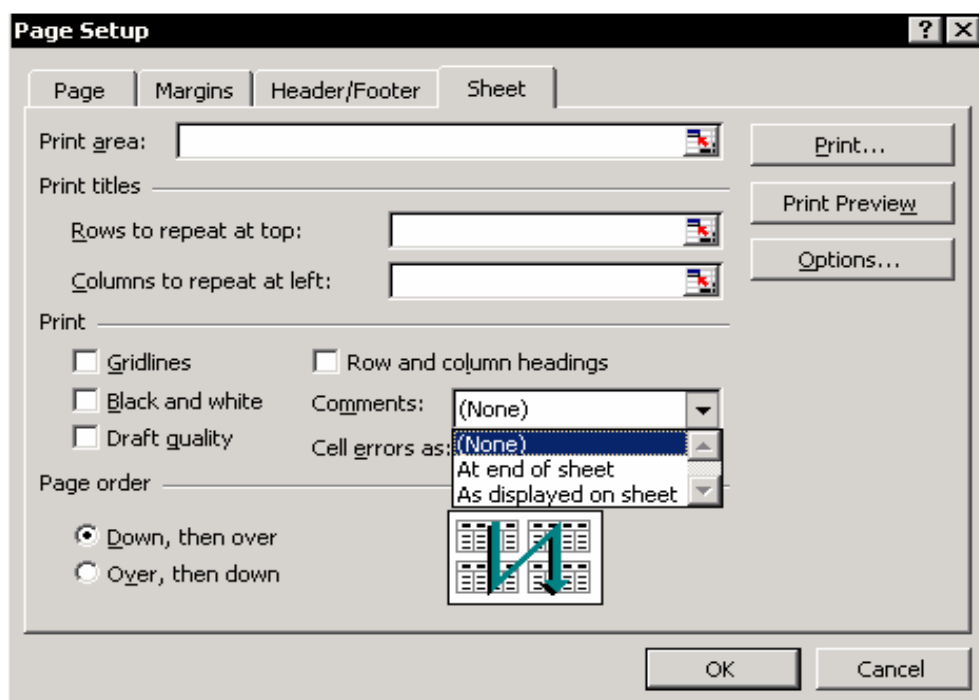 Page Setup
Page Margins Header/Footer Sheet
Print area:
Print...
Print titles
Print Preview
Rows to repeat at top:
Options...
Columns to repeat at left:
Print
Gridlines Row and column headings
Black and white Comments: (None)
Draft quality Cell errors as: (None)
At end of sheet
Page order As displayed on sheet
Down, then over
Over, then down
OK Cancel